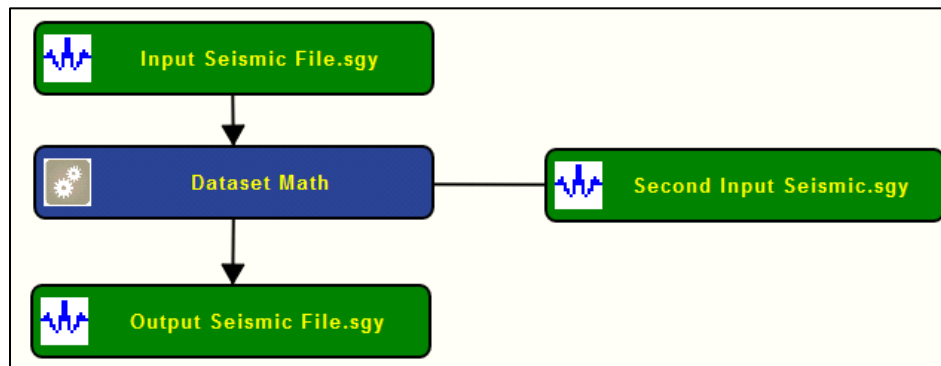 Input Seismic File.sgy
Dataset Math
Second Input Seismic.sgy
Output Seismic File.sgy